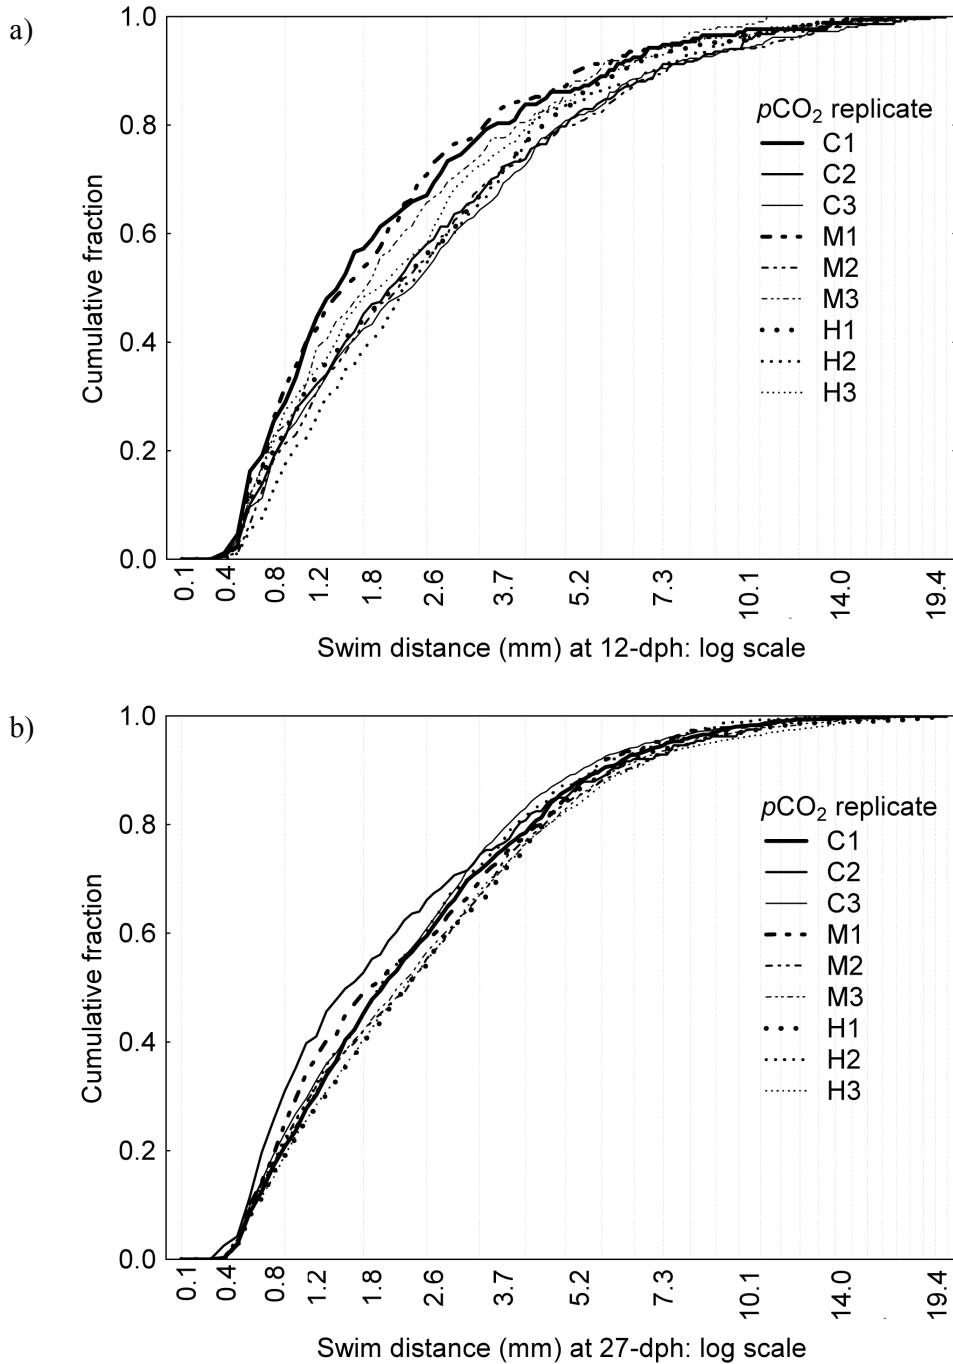 a)
1.0
0.8
0.6
0.4
0.2
0.0
Cumulative fraction
pCO₂ replicate
C1
C2
C3
M1
M2
M3
H1
H2
H3
0.1 0.4 0.8 1.2 1.8 2.6 3.7 5.2 7.3 10.1 14.0 19.4
Swim distance (mm) at 12-dph: log scale
b)
1.0
0.8
0.6
0.4
0.2
0.0
Cumulative fraction
pCO₂ replicate
C1
C2
C3
M1
M2
M3
H1
H2
H3
0.1 0.4 0.8 1.2 1.8 2.6 3.7 5.2 7.3 10.1 14.0 19.4
Swim distance (mm) at 27-dph: log scale